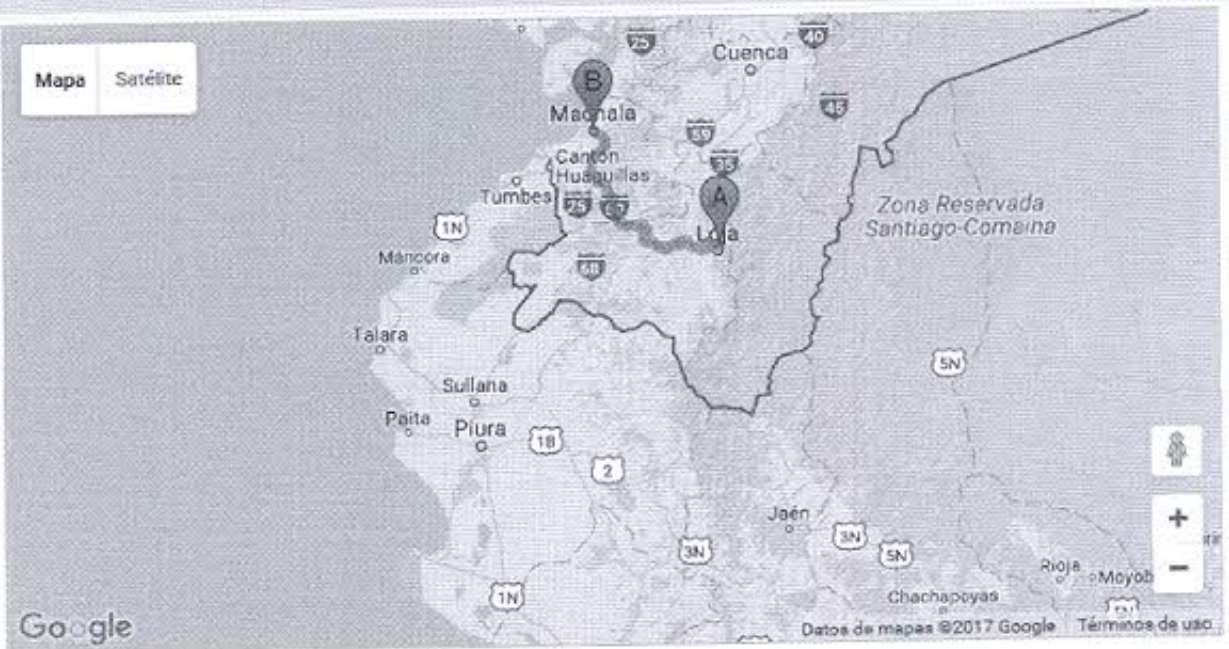 Mapa Satélite
25
Cuenca
40
B
Machala
45
59
Cantón
Huaquillas
35
Tumbes
25
A
Loja
Zona Reservada
Santiago-Comaina
1N
Máncora
68
Talara
5N
Sullana
Paita
Piura
1B
2
Jaén
3N
3N
5N
Rioja
Moyob
1N
Chachapoyas
Google
Datos de mapas ©2017 Google Términos de uso
+
−